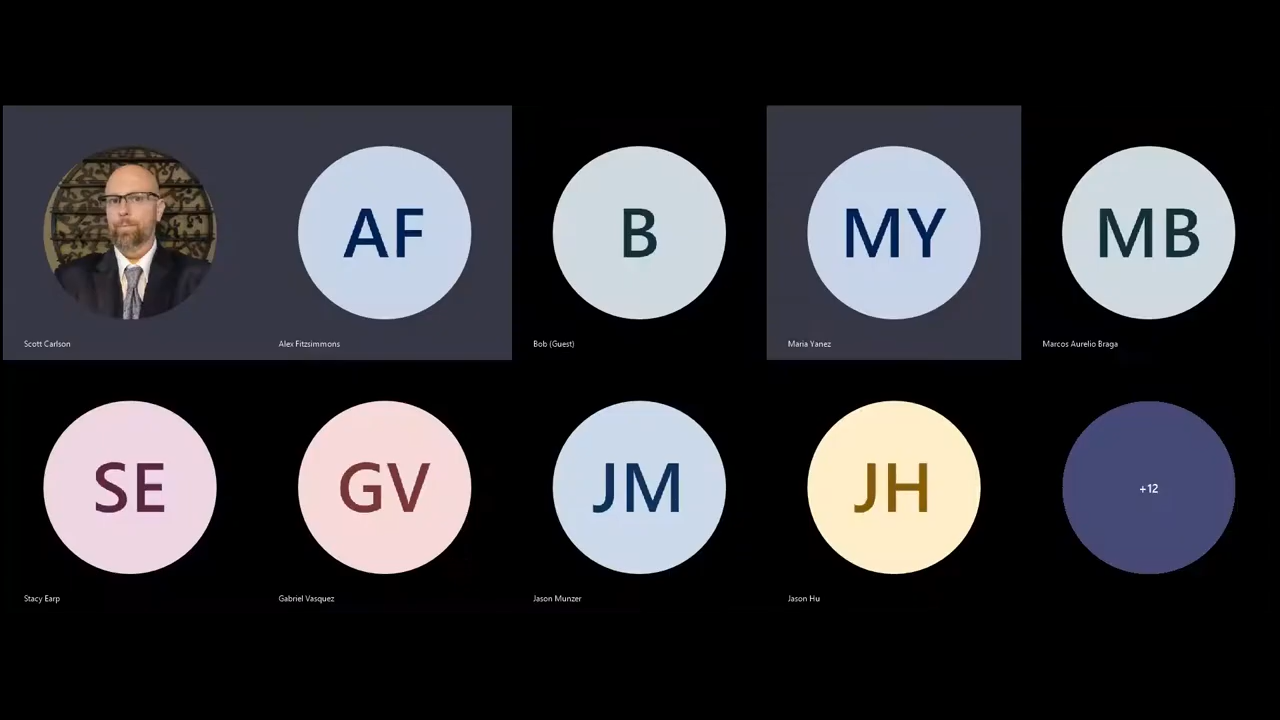 AF
B
MY
MB
Scott Carlson
Alex Fitzsimmons
Bob (Guest)
Maria Yanez
Marcos Aurelio Braga
SE
GV
JM
JH
+12
Stacy Earp
Gabriel Vasquez
Jason Munzer
Jason Hu